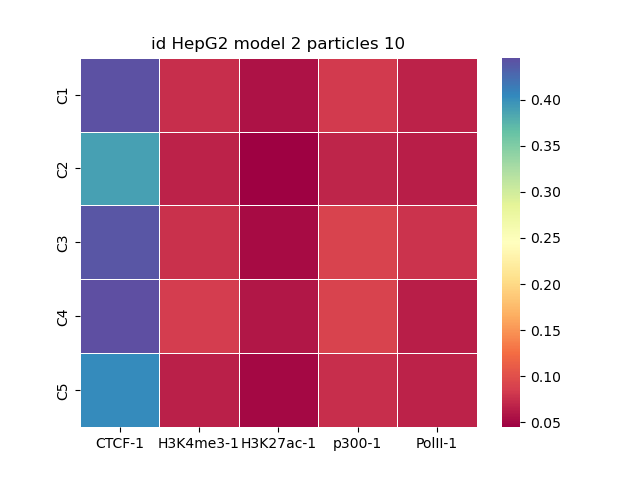 id HepG2 model 2 particles 10
C1
C2
C3
C4
C5
CTCF-1 H3K4me3-1 H3K27ac-1 p300-1 PolII-1
0.40
0.35
0.30
0.25
0.20
0.15
0.10
0.05